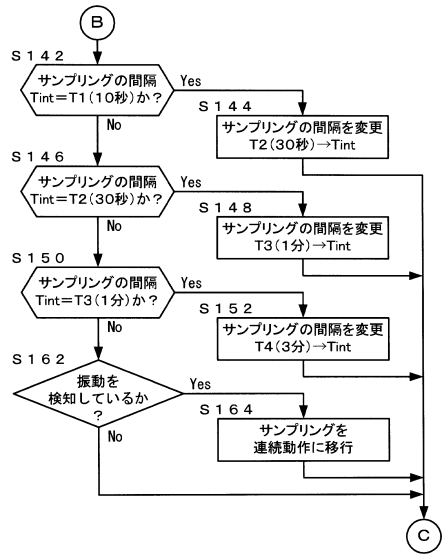 B
S142
サンプリングの間隔
Tint＝T1（10秒）か？
Yes
No
S144
サンプリングの間隔を変更
T2（30秒）→Tint
S146
サンプリングの間隔
Tint＝T2（30秒）か？
Yes
No
S148
サンプリングの間隔を変更
T3（1分）→Tint
S150
サンプリングの間隔
Tint＝T3（1分）か？
Yes
No
S152
サンプリングの間隔を変更
T4（3分）→Tint
S162
振動を
検知しているか
？
Yes
No
S164
サンプリングを
連続動作に移行
C